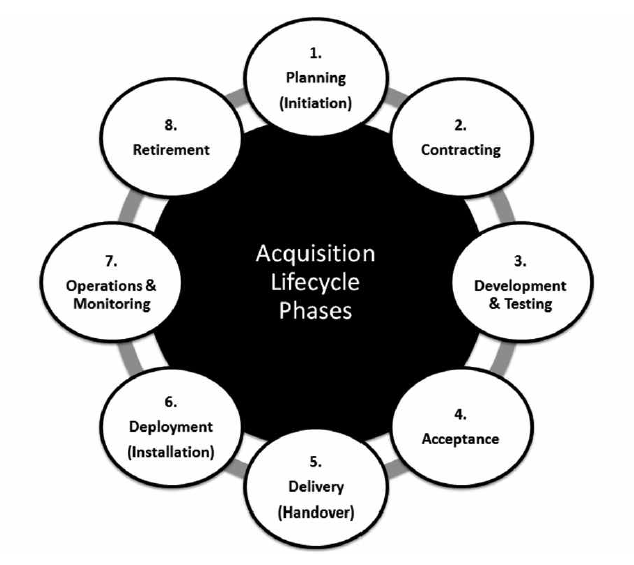 1.
Planning
(Initiation)
2.
Contracting
3.
Development
& Testing
4.
Acceptance
5.
Delivery
(Handover)
6.
Deployment
(Installation)
7.
Operations &
Monitoring
8.
Retirement
Acquisition
Lifecycle
Phases